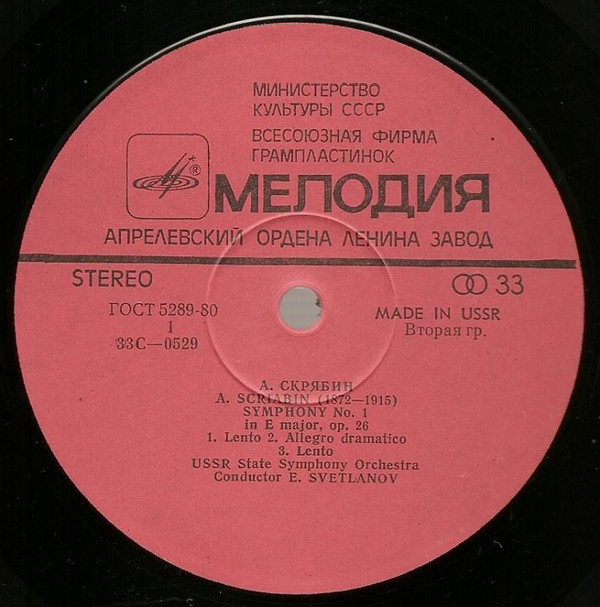 МИНИСТЕРСТВО
КУЛЬТУРЫ СССР
ВСЕСОЮЗНАЯ ФИРМА
ГРАМПЛАСТИНОК
®
МЕЛОДИЯ
АПРЕЛЕВСКИЙ ОРДЕНА ЛЕНИНА ЗАВОД
STEREO
33
ГОСТ 5289-80
MADE IN USSR
1
Вторая гр.
33С—0529
А. СКРЯБИН
A. SCRIABIN (1872—1915)
SYMPHONY No. 1
in E major, op. 26
1. Lento 2. Allegro dramatico
3. Lento
USSR State Symphony Orchestra
Conductor E. SVETLANOV